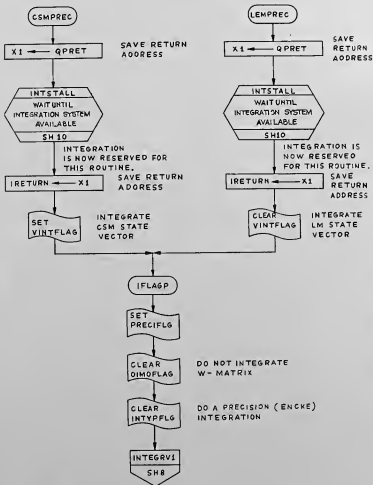 CSMPREC
X1 ← QPRET
SAVE RETURN
ADDRESS
INTSTALL
WAIT UNTIL
INTEGRATION SYSTEM
AVAILABLE
SH10
INTEGRATION
IS NOW RESERVED FOR
THIS ROUTINE.
IRETURN ← X1
SAVE RETURN
ADDRESS
SET
VINTFLAG
INTEGRATE
CSM STATE
VECTOR
LEMPREC
X1 ← QPRET
SAVE
RETURN
ADDRESS
INTSTALL
WAIT UNTIL
INTEGRATION SYSTEM
AVAILABLE
SH10
INTEGRATION IS
NOW RESERVED
FOR THIS ROUTINE.
IRETURN ← X1
SAVE
RETURN
ADDRESS
CLEAR
VINTFLAG
INTEGRATE
LM STATE
VECTOR
IFLAGP
SET
PRECIFLG
CLEAR
DIMOFLAG
DO NOT INTEGRATE
W-MATRIX
CLEAR
INTYPFLG
DO A PRECISION (ENCKE)
INTEGRATION
INTEGRV1
SH8